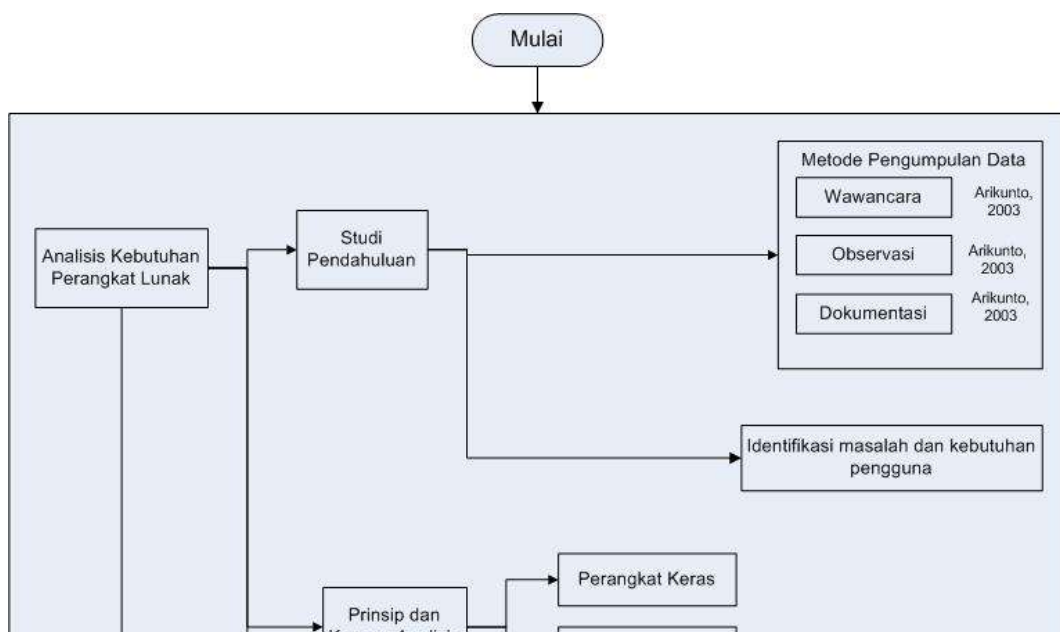 Mulai
Metode Pengumpulan Data
Wawancara
Arikunto,
2003
Studi
Pendahuluan
Analisis Kebutuhan
Perangkat Lunak
Observasi
Arikunto,
2003
Dokumentasi
Arikunto,
2003
Identifikasi masalah dan kebutuhan
pengguna
Perangkat Keras
Prinsip dan